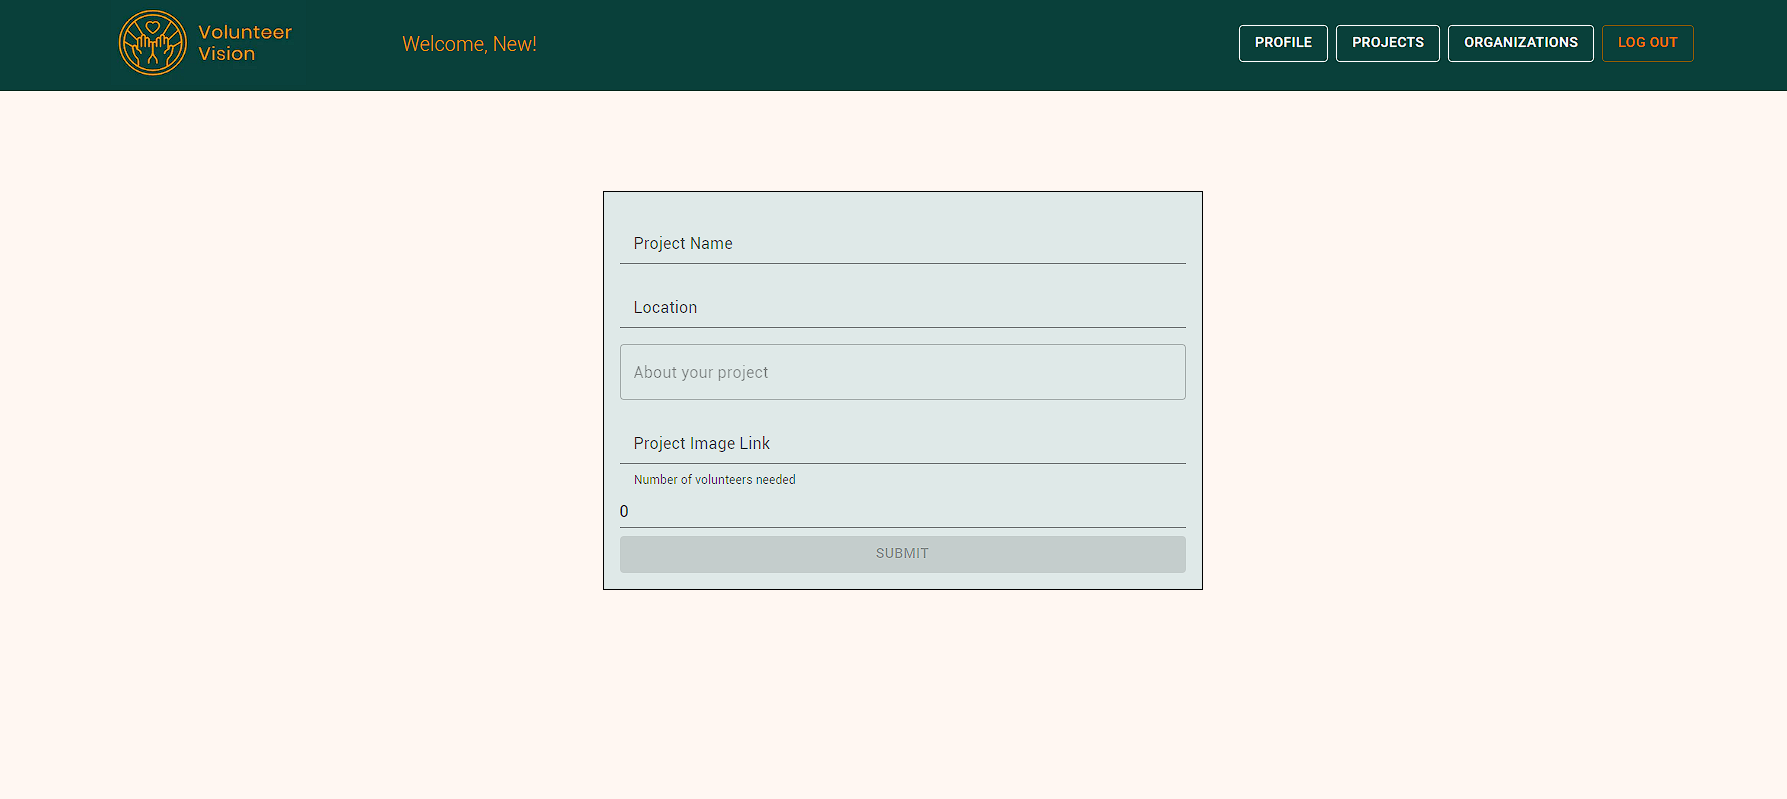 Volunteer
Vision
Welcome, New!
PROFILE
PROJECTS
ORGANIZATIONS
LOG OUT
Project Name
Location
About your project
Project Image Link
Number of volunteers needed
0
SUBMIT